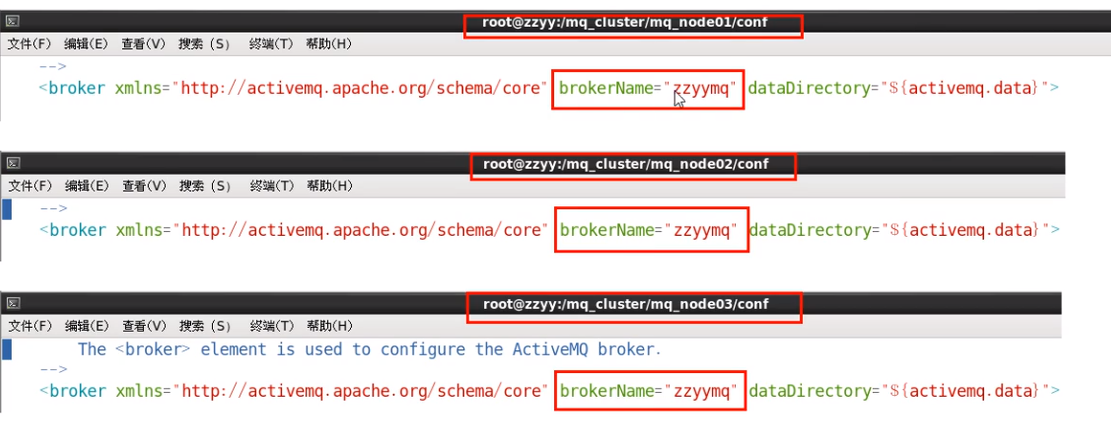 root@zzyy:/mq_cluster/mq_node01/conf
文件(F) 编辑(E) 查看(V) 搜索 (S) 终端(T) 帮助(H)
-->
<broker xmlns="http://activemq.apache.org/schema/core" brokerName="zzyymq" dataDirectory="${activemq.data}">
root@zzyy:/mq_cluster/mq_node02/conf
文件(F) 编辑(E) 查看(V) 搜索 (S) 终端(T) 帮助(H)
-->
<broker xmlns="http://activemq.apache.org/schema/core" brokerName="zzyymq" dataDirectory="${activemq.data}">
root@zzyy:/mq_cluster/mq_node03/conf
文件(F) 编辑(E) 查看(V) 搜索 (S) 终端(T) 帮助(H)
The <broker> element is used to configure the ActiveMQ broker.
-->
<broker xmlns="http://activemq.apache.org/schema/core" brokerName="zzyymq" dataDirectory="${activemq.data}">